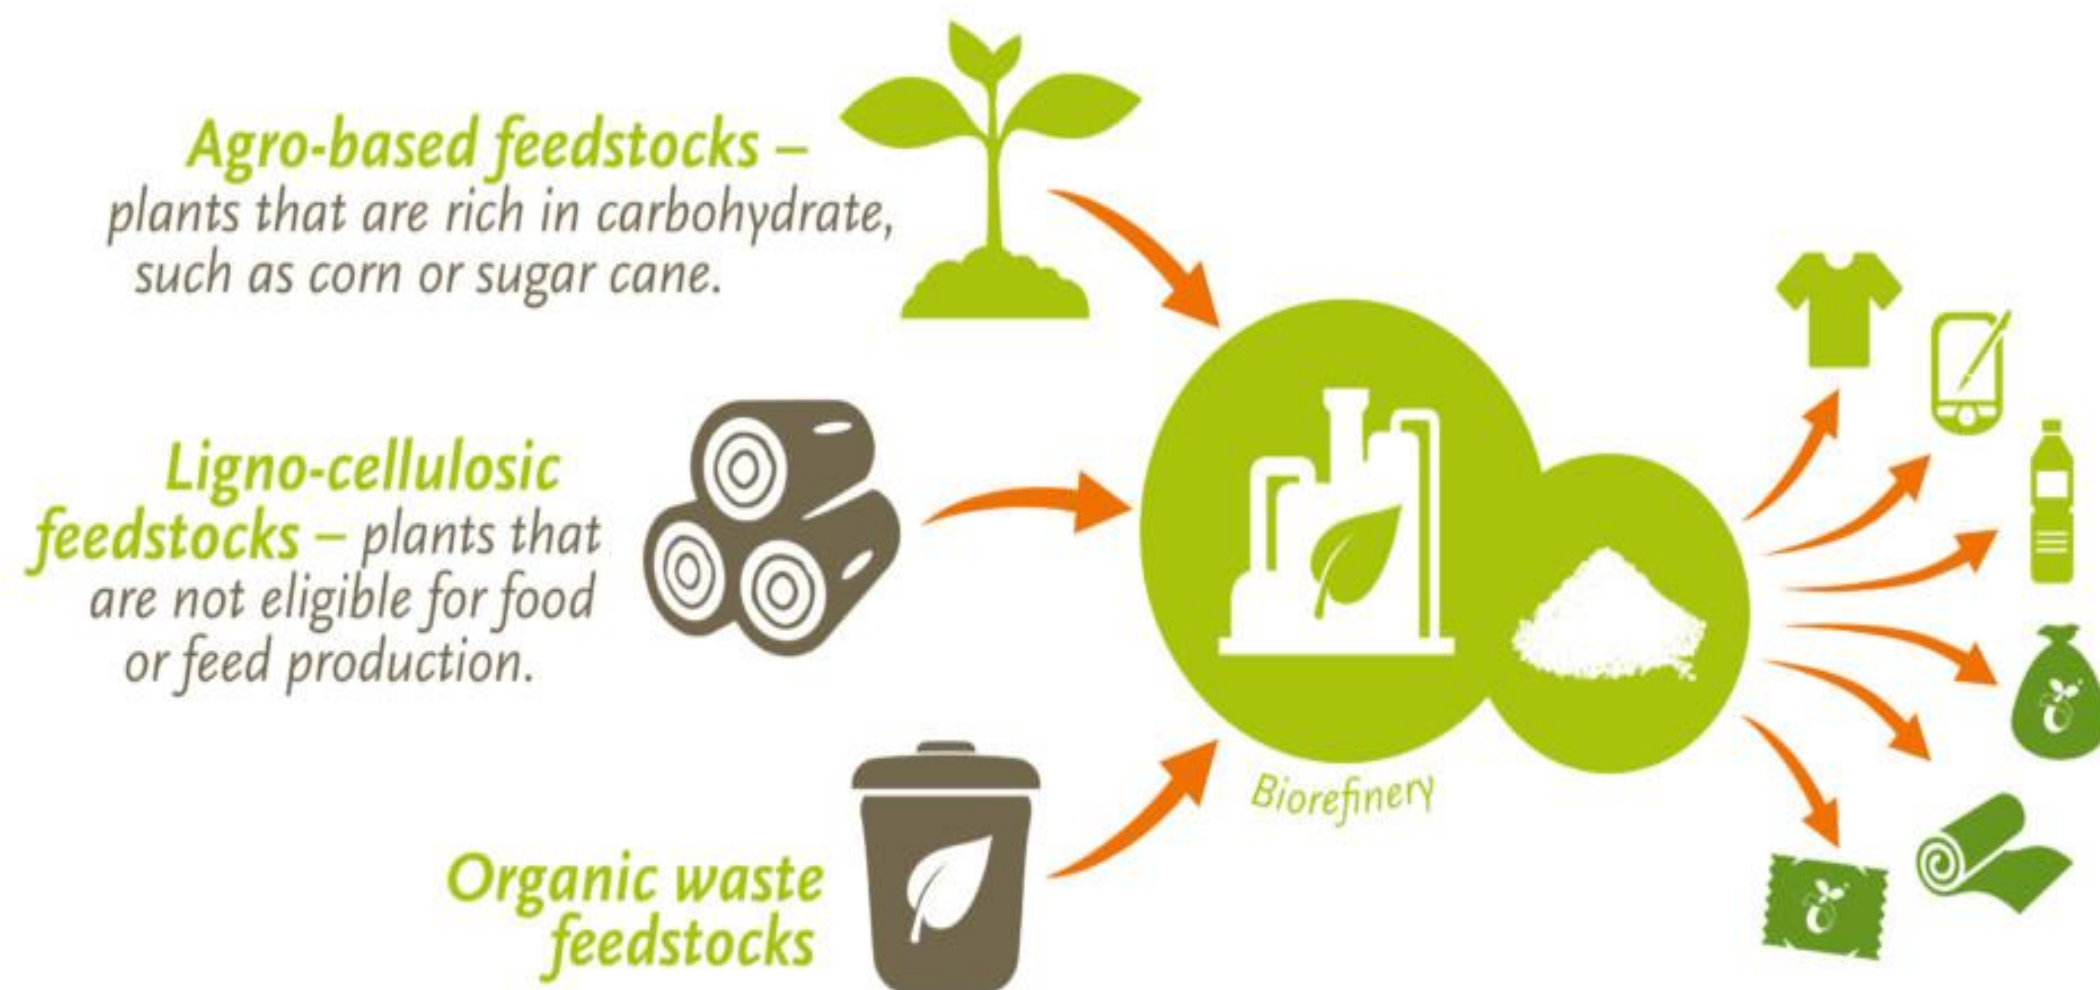 Agro-based feedstocks –
plants that are rich in carbohydrate,
such as corn or sugar cane.
Ligno-cellulosic
feedstocks – plants that
are not eligible for food
or feed production.
Organic waste
feedstocks
Biorefinery